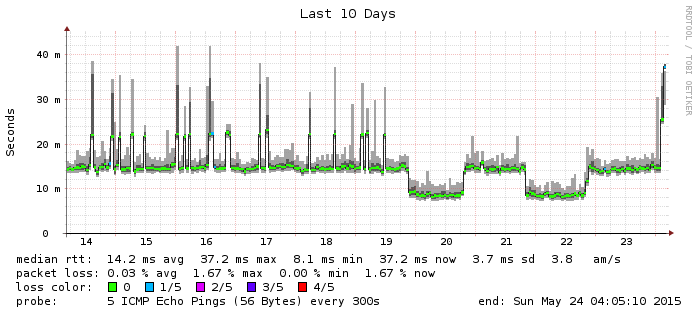 Last 10 Days
RRDTOOL / TOBI OETIKER
Seconds
40 m
30 m
20 m
10 m
0
14 15 16 17 18 19 20 21 22 23
median rtt: 14.2 ms avg 37.2 ms max 8.1 ms min 37.2 ms now 3.7 ms sd 3.8 am/s
packet loss: 0.03 % avg 1.67 % max 0.00 % min 1.67 % now
loss color: 0 1/5 2/5 3/5 4/5
probe: 5 ICMP Echo Pings (56 Bytes) every 300s end: Sun May 24 04:05:10 2015